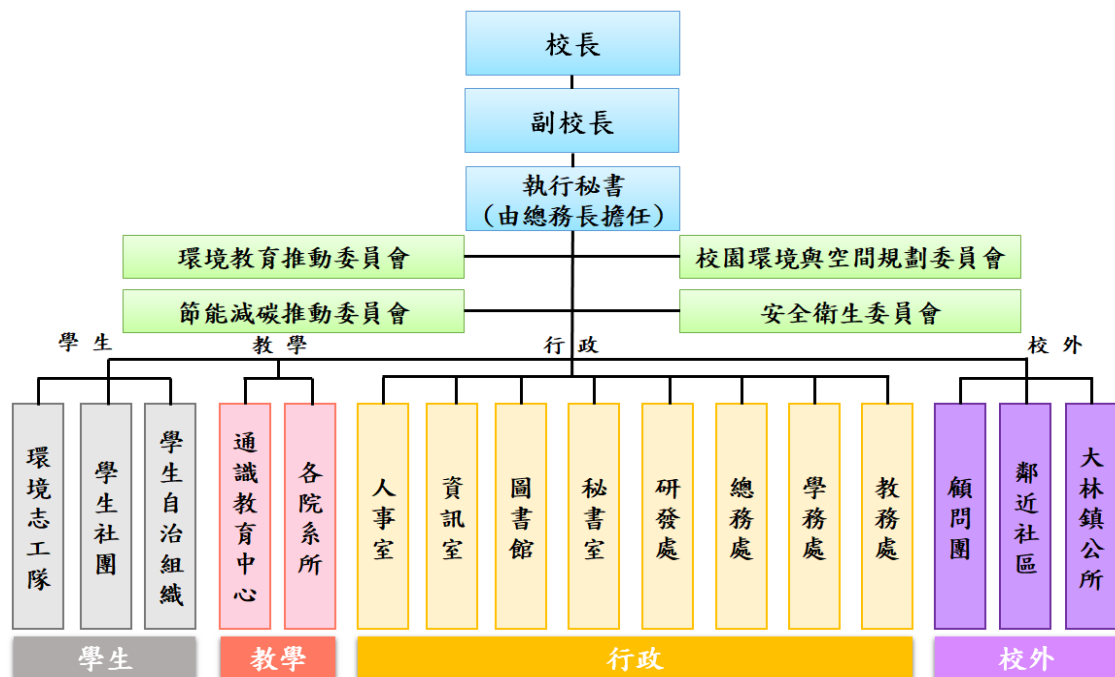 校長
副校長
執行秘書
（由總務長擔任）
環境教育推動委員會
校園環境與空間規劃委員會
節能減碳推動委員會
安全衛生委員會
學生
教學
行政
校外
環境志工隊
學生社團
學生自治組織
通識教育中心
各院系所
人事室
資訊室
圖書館
秘書室
研發處
總務處
學務處
教務處
顧問團
鄰近社區
大林鎮公所
學生
教學
行政
校外